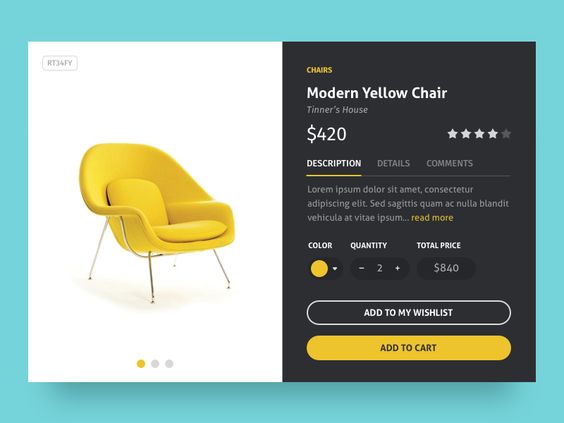 RT34FY
CHAIRS
Modern Yellow Chair
Tinner's House
$420
DESCRIPTION DETAILS COMMENTS
Lorem ipsum dolor sit amet, consectetur
adipiscing elit. Sed sagittis quam ac nulla blandit
vehicula at vitae ipsum... read more
COLOR QUANTITY TOTAL PRICE
− 2 + $840
ADD TO MY WISHLIST
ADD TO CART